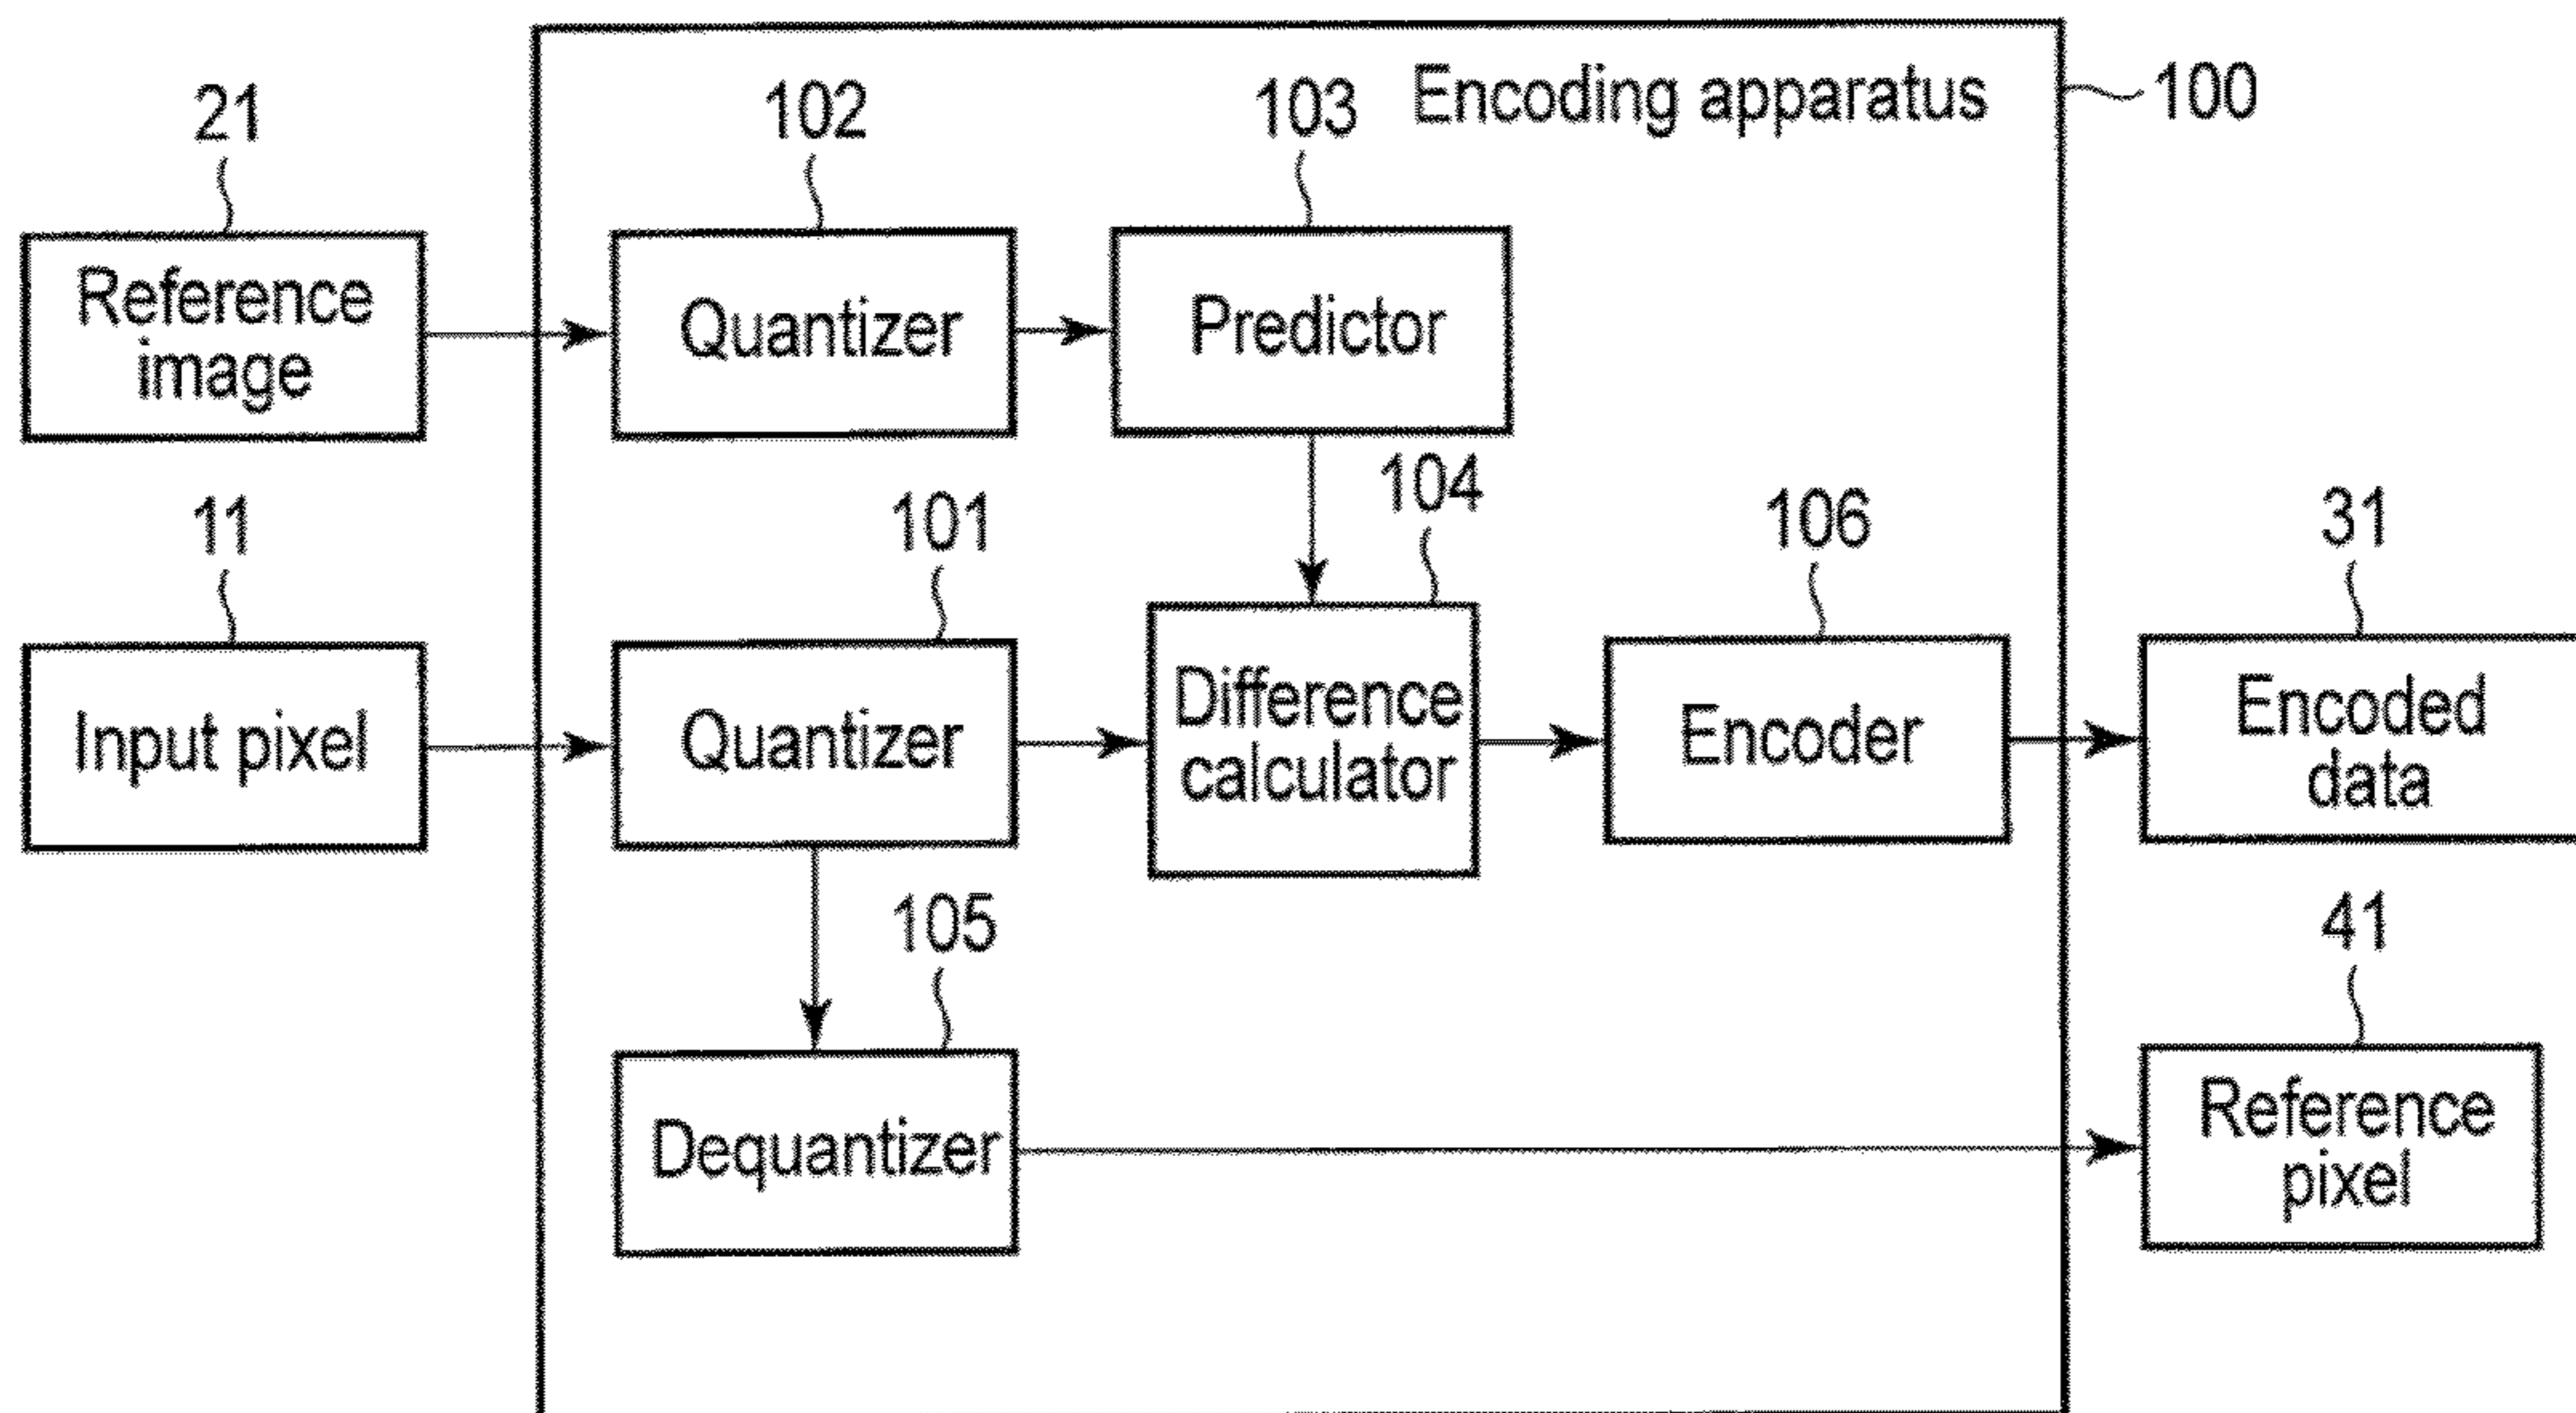 Encoding apparatus
100
21
102
103
Reference
image
Quantizer
Predictor
11
101
104
106
31
Input pixel
Quantizer
Difference
calculator
Encoder
Encoded
data
105
41
Dequantizer
Reference
pixel